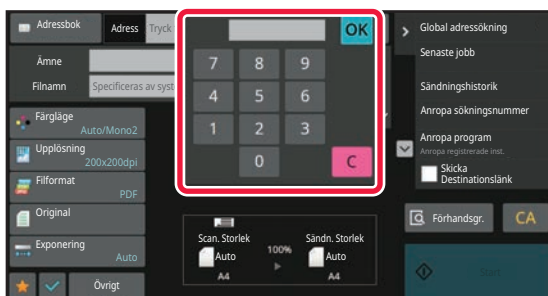 Adressbok
Adress
Tryck
OK
Global adressökning
Senaste jobb
Ämne
Filnamn
Specificeras av syst
7 8 9
4 5 6
1 2 3
0 C
Sändningshistorik
Anropa sökningsnummer
Anropa program
Anropa registrerade inst.
Skicka
Destinationslänk
Färgläge
Auto/Mono2
Upplösning
200x200dpi
Filformat
PDF
Original
Exponering
Auto
Övrigt
Scan. Storlek
Auto
A4
100%
Sändn. Storlek
Auto
A4
Förhandsgr.
CA
Start